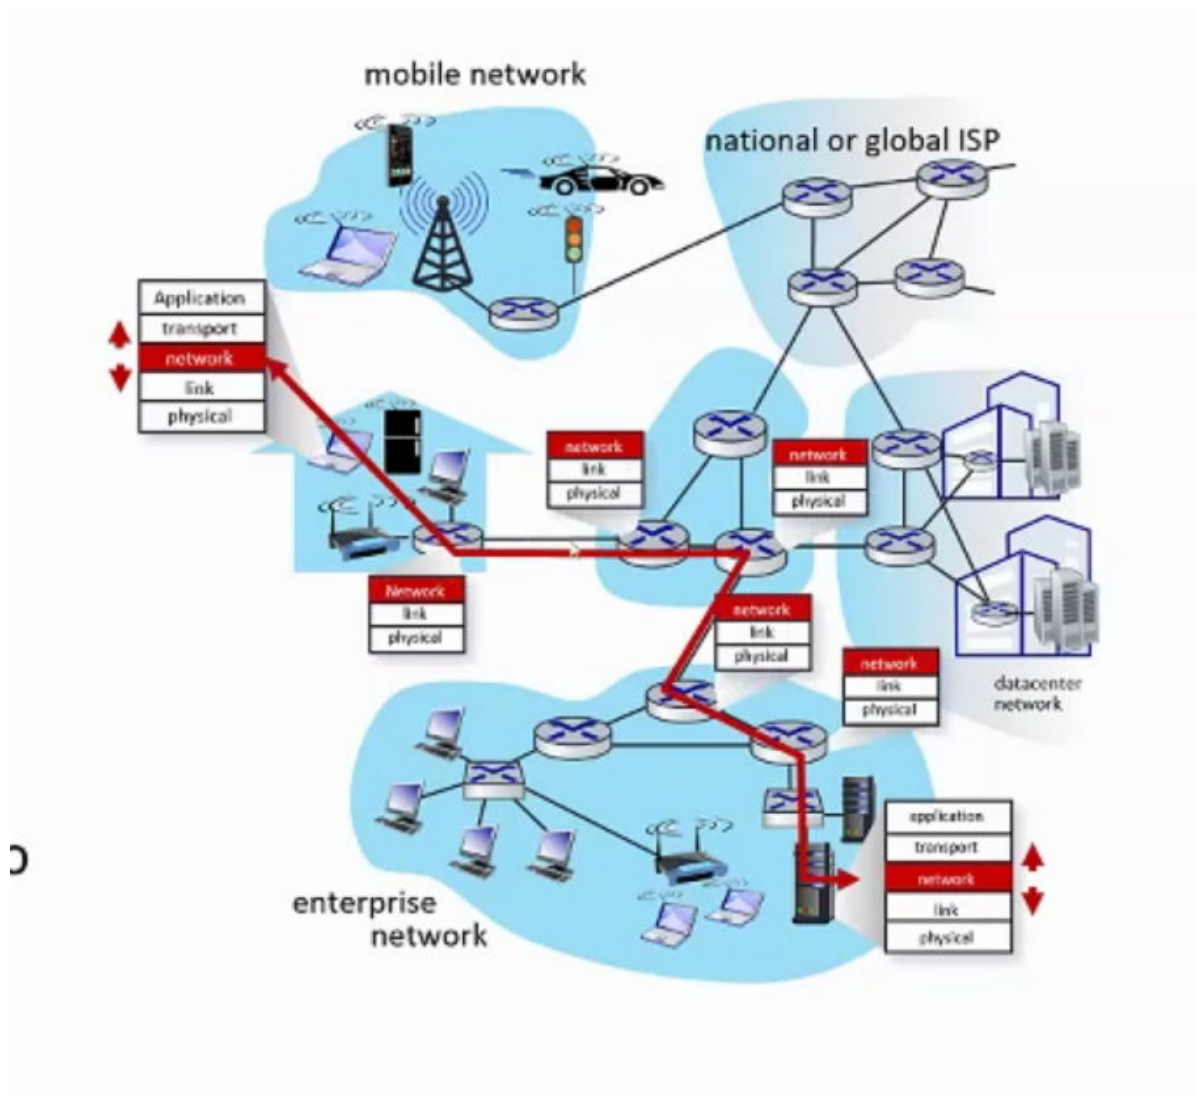 mobile network
national or global ISP
Application
transport
network
link
physical
network
link
physical
network
link
physical
Network
link
physical
network
link
physical
network
link
physical
datacenter
network
application
transport
network
link
physical
enterprise
network